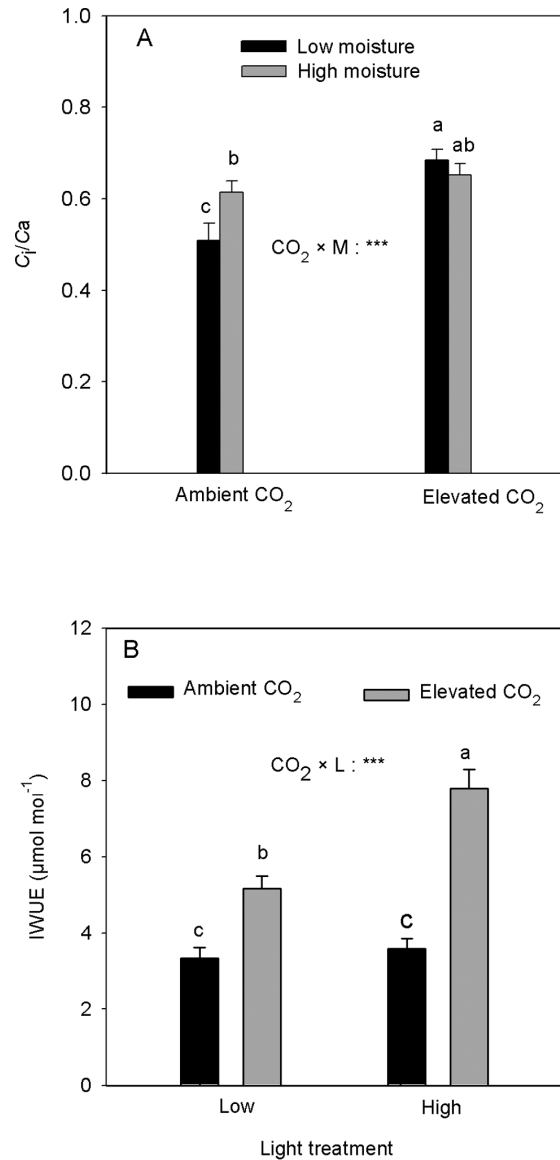 A
Low moisture
High moisture
1.0
0.8
0.6
0.4
0.2
0.0
Ci/Ca
c
b
a
ab
CO2 × M : ***
Ambient CO2
Elevated CO2
B
Ambient CO2
Elevated CO2
12
10
8
6
4
2
0
IWUE (μmol mol-1)
CO2 × L : ***
c
b
C
a
Low
High
Light treatment